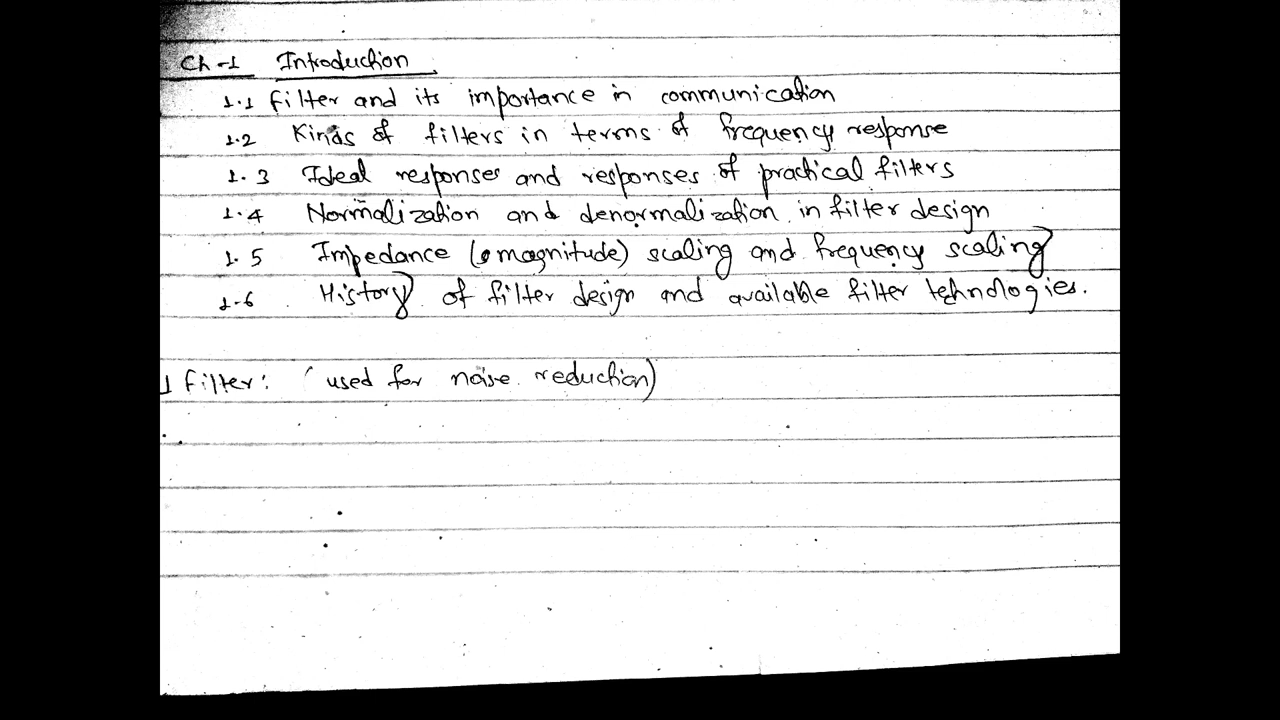 Ch-1 Introduction
1.1 filter and its importance in communication
1.2 Kinds of filters in terms of frequency response
1.3 Ideal responses and responses of practical filters
1.4 Normalization and denormalization in filter design
1.5 Impedance (magnitude) scaling and frequency scaling
1.6 History of filter design and available filter tehnologies.
1 filter: (used for noise reduction)